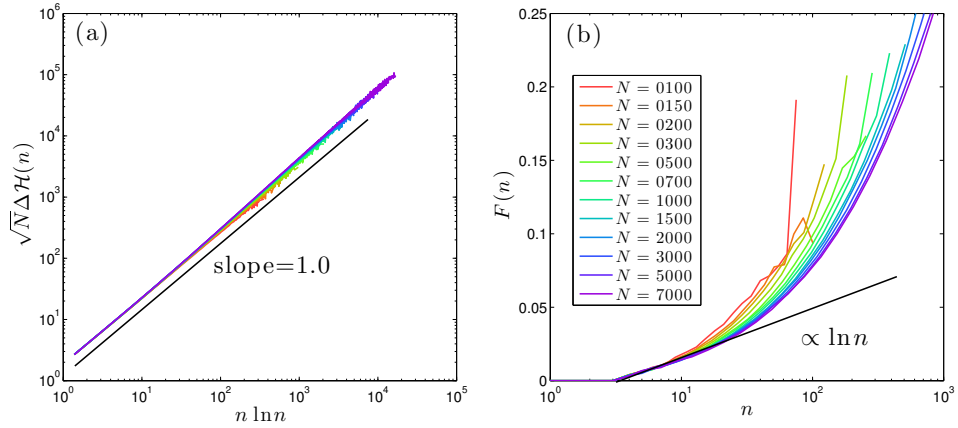 (a)
10^5
10^4
10^3
10^2
10^1
10^0
√N Δℋ(n)
slope=1.0
10^0 10^1 10^2 10^3 10^4 10^5
n ln n
(b)
0.25
0.2
0.15
0.1
0.05
0
F(n)
N = 0100
N = 0150
N = 0200
N = 0300
N = 0500
N = 0700
N = 1000
N = 1500
N = 2000
N = 3000
N = 5000
N = 7000
∝ ln n
10^0 10^1 10^2 10^3
n